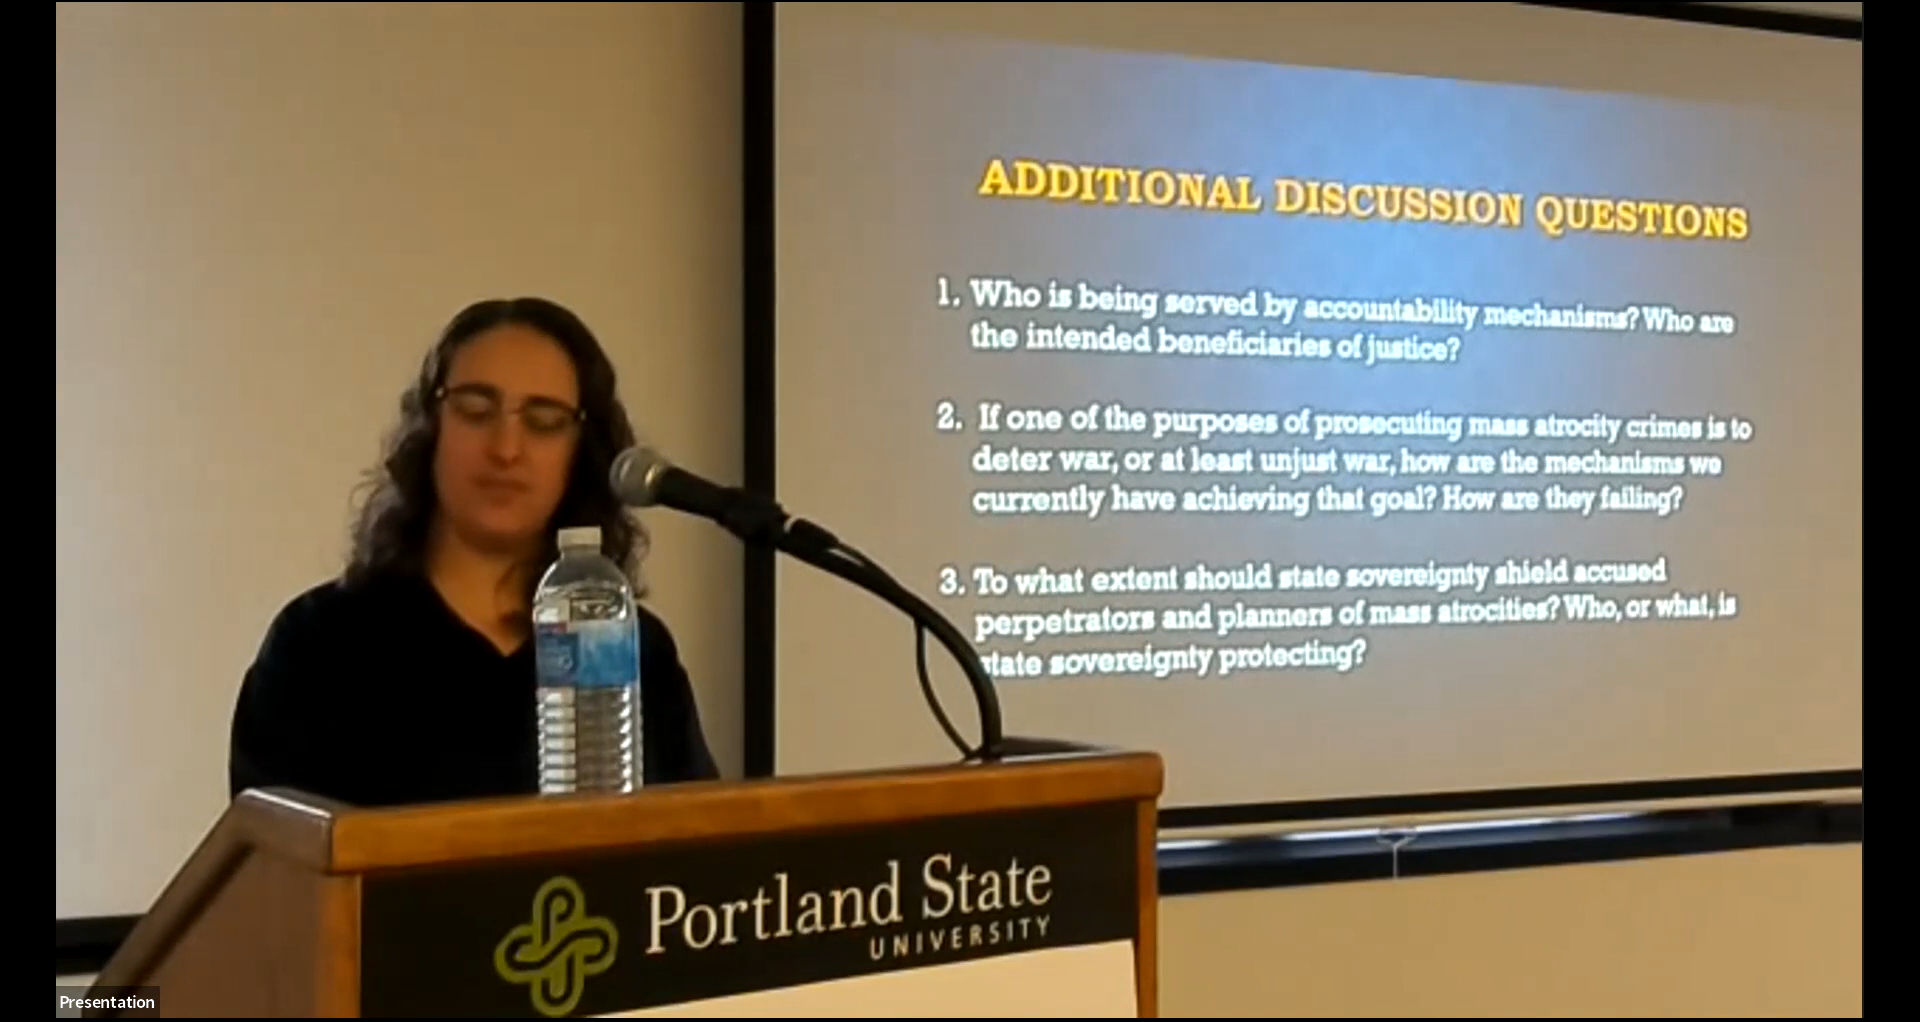 ADDITIONAL DISCUSSION QUESTIONS
1. Who is being served by accountability mechanisms? Who are
the intended beneficiaries of justice?
2. If one of the purposes of prosecuting mass atrocity crimes is to
deter war, or at least unjust war, how are the mechanisms we
currently have achieving that goal? How are they failing?
3. To what extent should state sovereignty shield accused
perpetrators and planners of mass atrocities? Who, or what, is
state sovereignty protecting?
Portland State
UNIVERSITY
Presentation